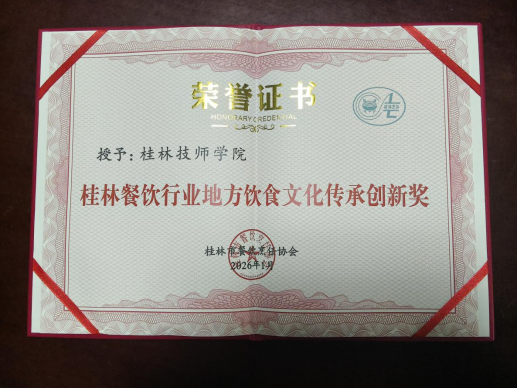 荣誉证书
HONORARY CREDENTIAL
授予：桂林技师学院
桂林餐饮行业地方饮食文化传承创新奖
桂林市餐饮烹饪协会
2026年1月